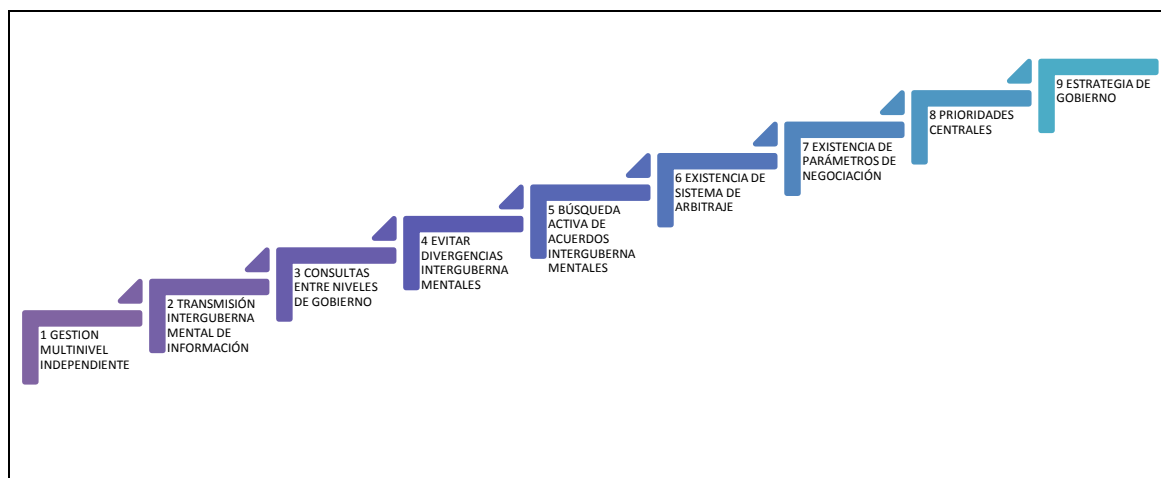 1 GESTION
MULTINIVEL
INDEPENDIENTE
2 TRANSMISIÓN
INTERGUBERNA
MENTAL DE
INFORMACIÓN
3 CONSULTAS
ENTRE NIVELES
DE GOBIERNO
4 EVITAR
DIVERGENCIAS
INTERGUBERNA
MENTALES
5 BÚSQUEDA
ACTIVA DE
ACUERDOS
INTERGUBERNA
MENTALES
6 EXISTENCIA DE
SISTEMA DE
ARBITRAJE
7 EXISTENCIA DE
PARÁMETROS DE
NEGOCIACIÓN
8 PRIORIDADES
CENTRALES
9 ESTRATEGIA DE
GOBIERNO